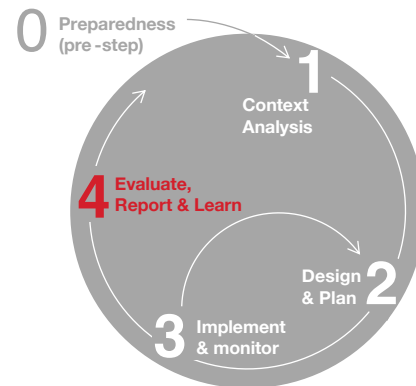 0 Preparedness
(pre-step)
1
Context
Analysis
Design
& Plan 2
3 Implement
& monitor
4 Evaluate,
Report & Learn